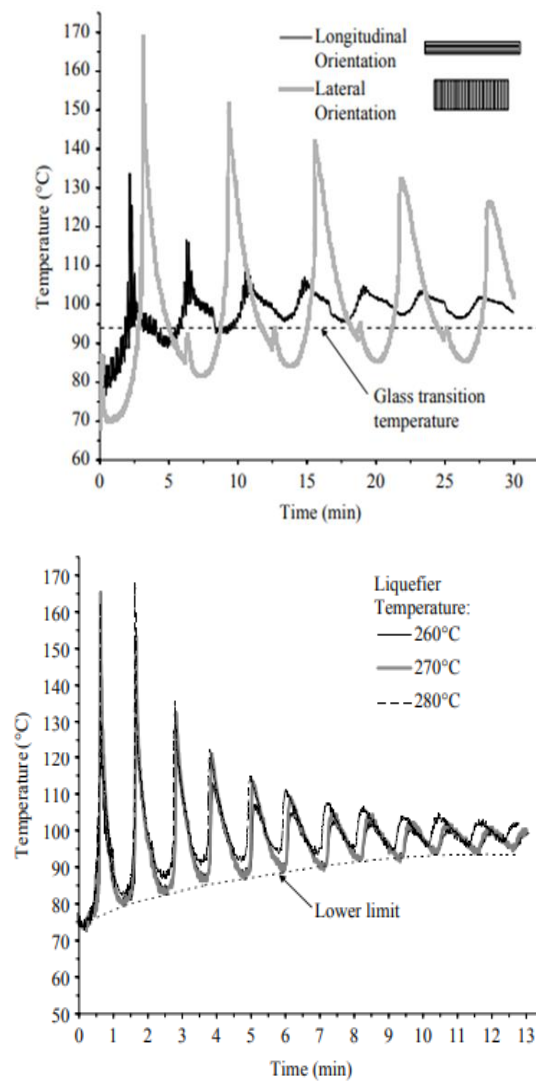 170
160
150
140
130
120
110
100
90
80
70
60
Temperature (°C)
Longitudinal
Orientation
Lateral
Orientation
Glass transition
temperature
0 5 10 15 20 25 30
Time (min)
170
160
150
140
130
120
110
100
90
80
70
60
50
Temperature (°C)
Liquefier
Temperature:
260°C
270°C
280°C
Lower limit
0 1 2 3 4 5 6 7 8 9 10 11 12 13
Time (min)